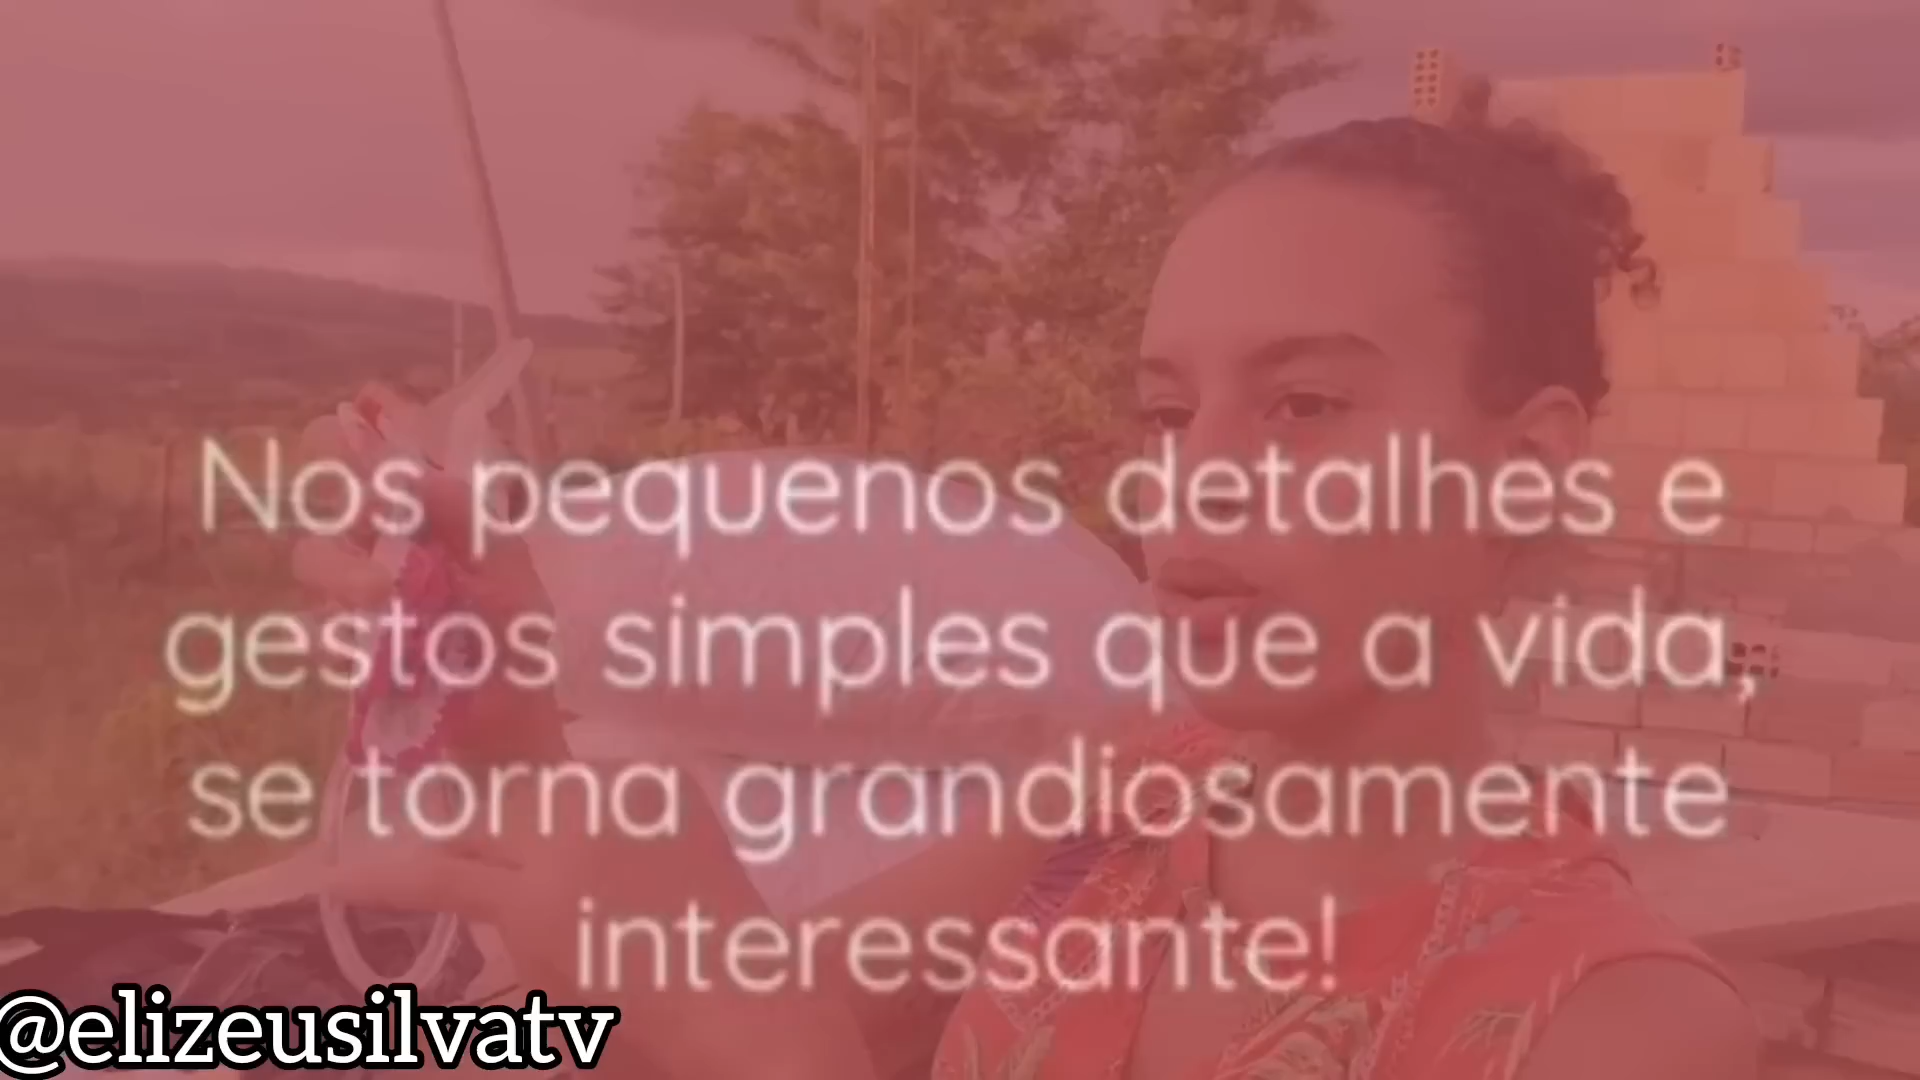 Nos pequenos detalhes e
gestos simples que a vida,
se torna grandiosamente
interessante!
@elizeusilvatv